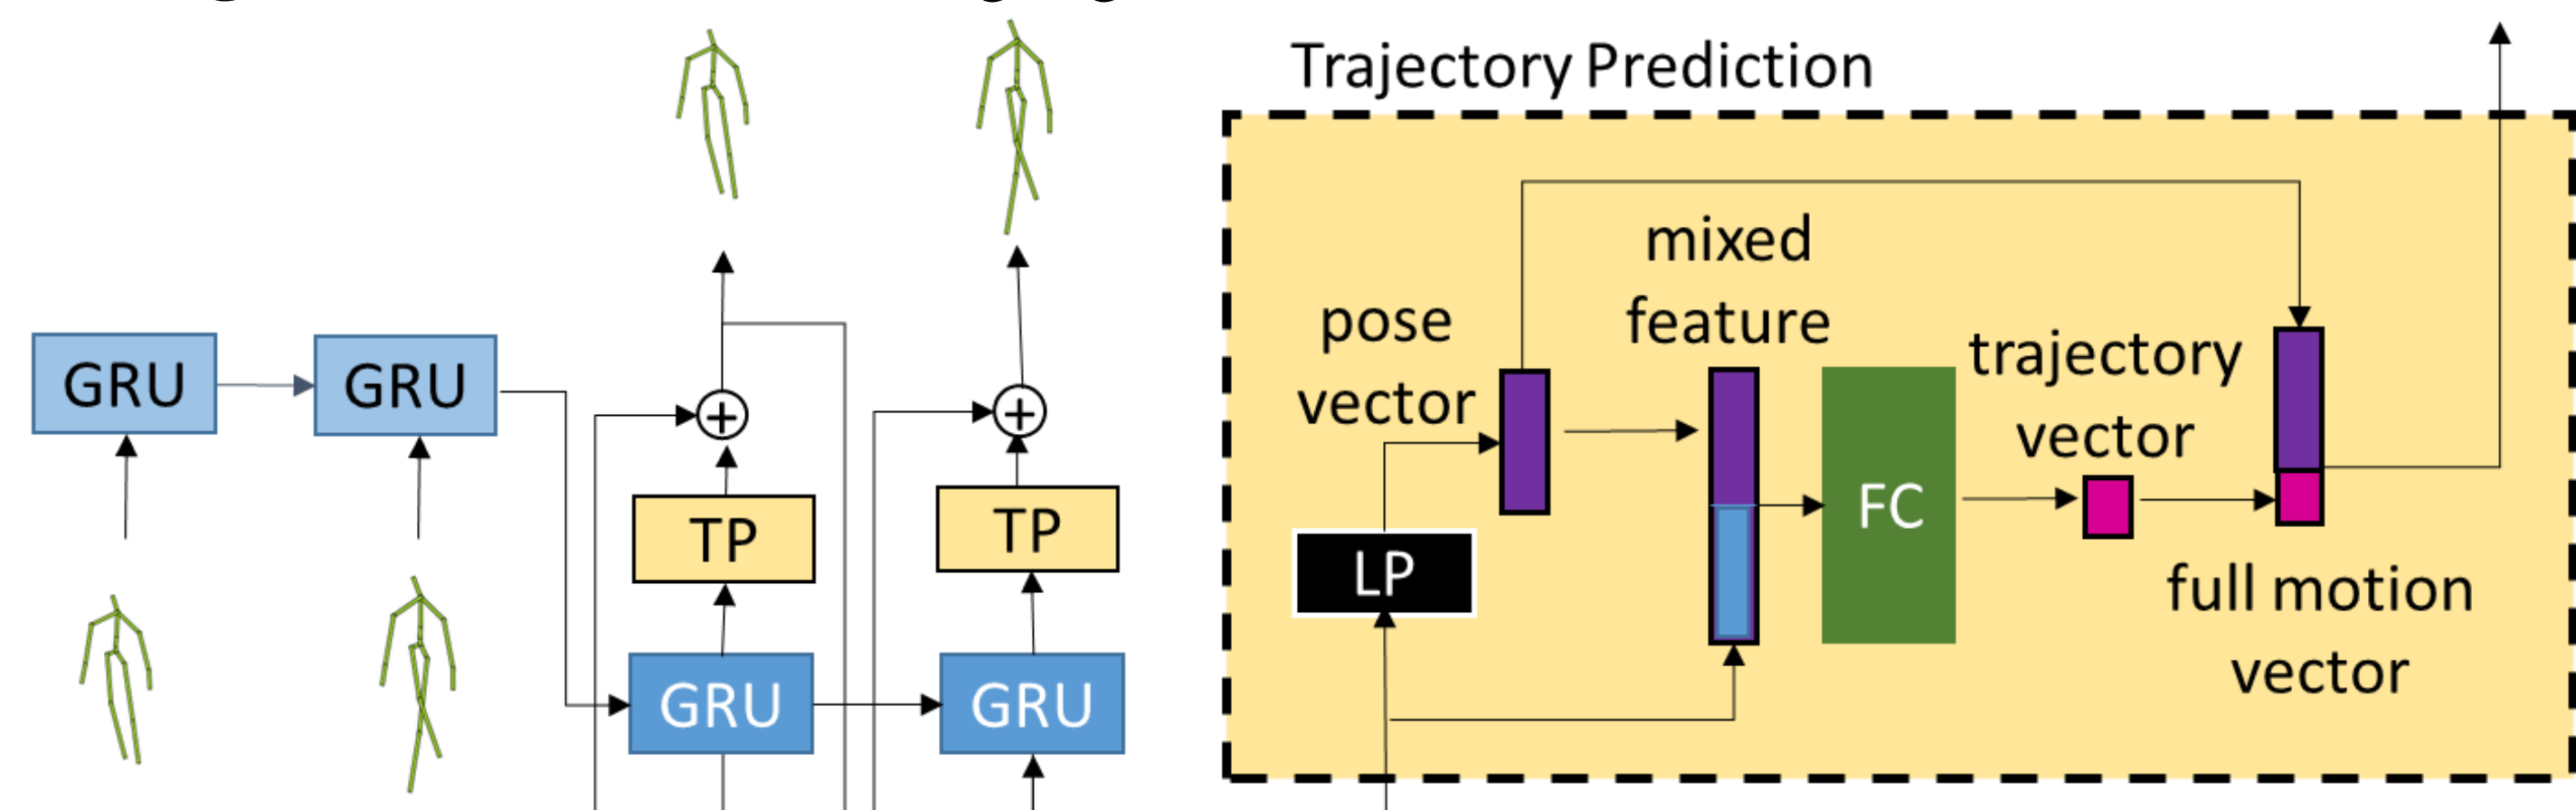 Trajectory Prediction
mixed
feature
pose
vector
trajectory
vector
GRU
GRU
+
+
TP
TP
FC
LP
full motion
vector
GRU
GRU